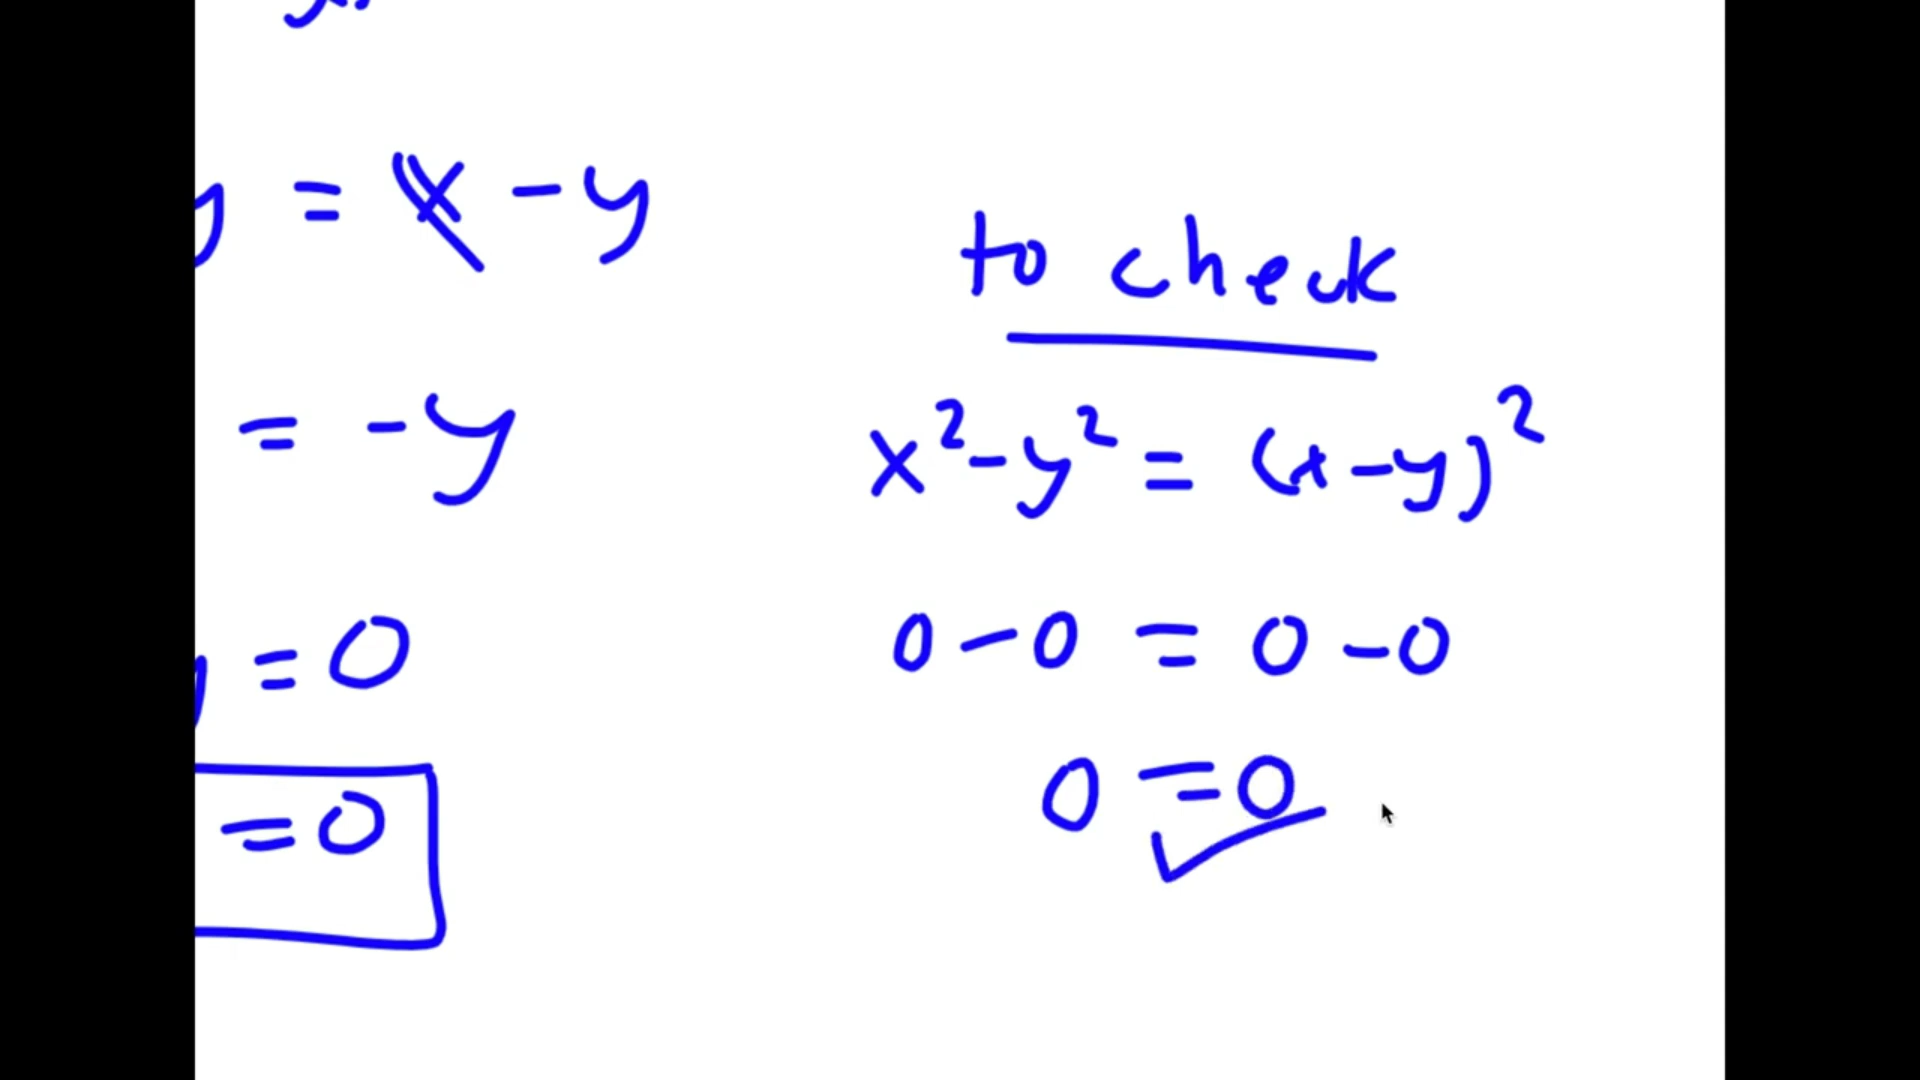 y = x - y
= - y
y = 0
= 0
to check
x² - y² = (x - y)²
0 - 0 = 0 - 0
0 = 0